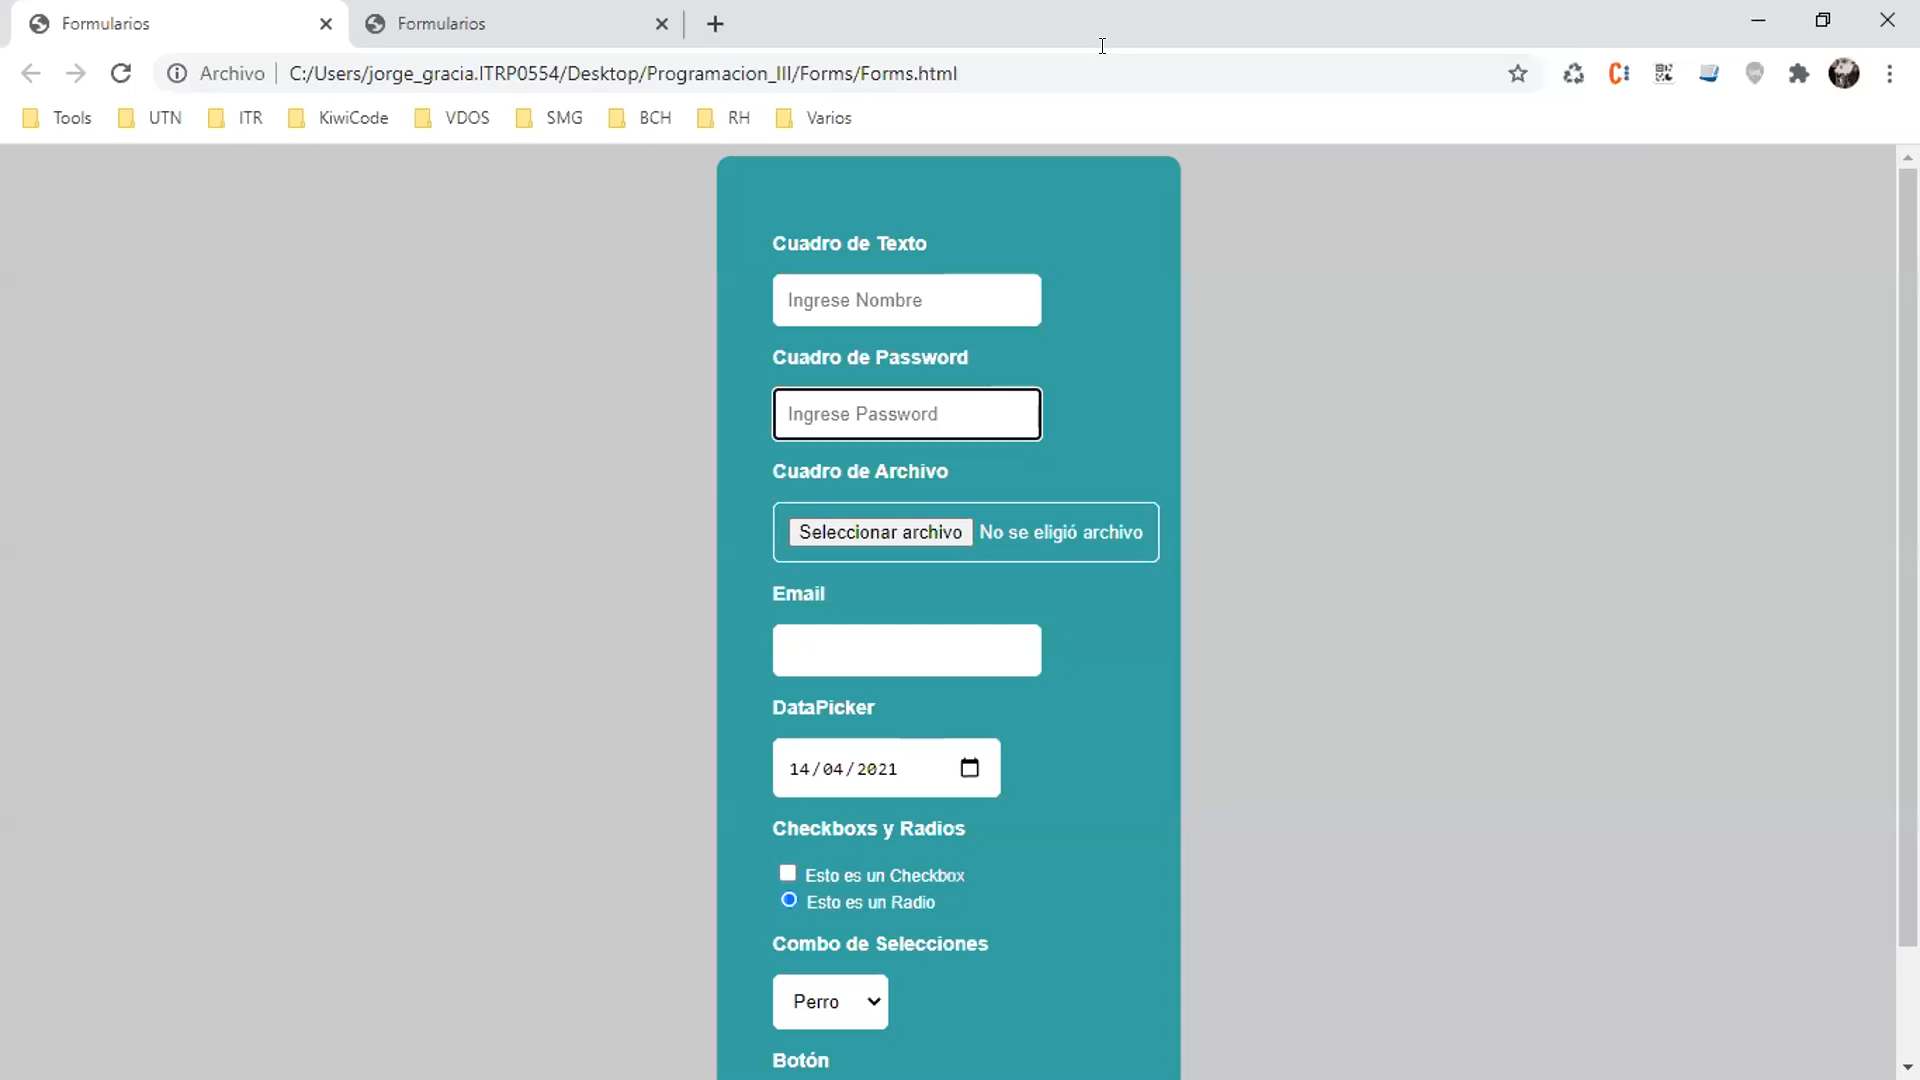 Formularios
Formularios
Archivo
C:/Users/jorge_gracia.ITRP0554/Desktop/Programacion_III/Forms/Forms.html
Tools UTN ITR KiwiCode VDOS SMG BCH RH Varios
Cuadro de Texto
Ingrese Nombre
Cuadro de Password
Ingrese Password
Cuadro de Archivo
Seleccionar archivo No se eligió archivo
Email
DataPicker
14/04/2021
Checkboxs y Radios
Esto es un Checkbox
Esto es un Radio
Combo de Selecciones
Perro
Botón